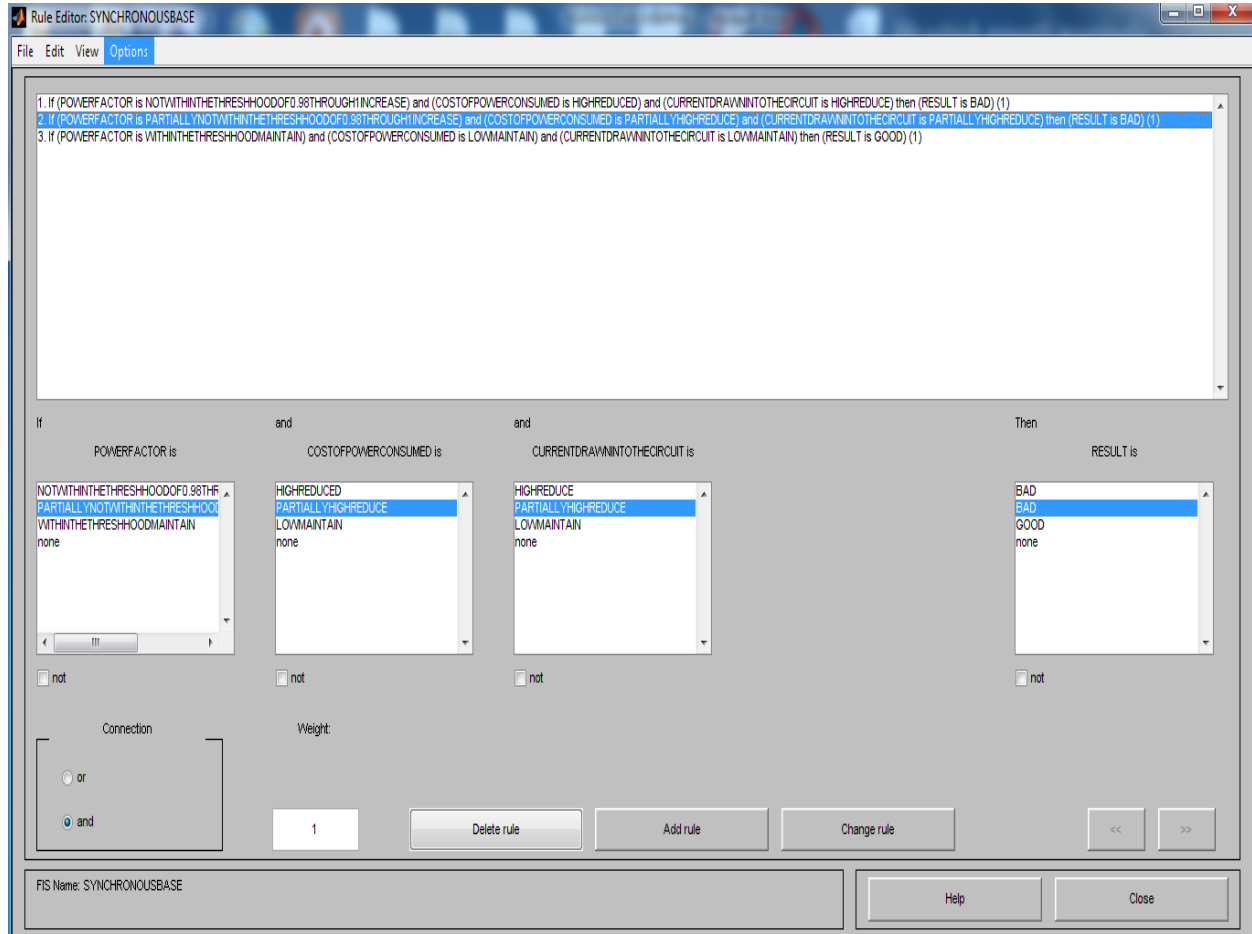 Rule Editor: SYNCHRONOUSBASE
File Edit View Options
1. If (POWERFACTOR is NOTWITHINTHETHRESHHOODOF0.98THROUGH1INCREASE) and (COSTOFPOWERCONSUMED is HIGHREDUCED) and (CURRENTDRAWNINTOTHECIRCUIT is HIGHREDUCE) then (RESULT is BAD) (1)
2. If (POWERFACTOR is PARTIALLYNOTWITHINTHETHRESHHOODOF0.98THROUGH1INCREASE) and (COSTOFPOWERCONSUMED is PARTIALLYHIGHREDUCE) and (CURRENTDRAWNINTOTHECIRCUIT is PARTIALLYHIGHREDUCE) then (RESULT is BAD) (1)
3. If (POWERFACTOR is WITHINTHETHRESHHOODMAINTAIN) and (COSTOFPOWERCONSUMED is LOWMAINTAIN) and (CURRENTDRAWNINTOTHECIRCUIT is LOWMAINTAIN) then (RESULT is GOOD) (1)
If and and Then
POWERFACTOR is COSTOFPOWERCONSUMED is CURRENTDRAWNINTOTHECIRCUIT is RESULT is
NOTWITHINTHETHRESHHOODOF0.98THR HIGHREDUCED HIGHREDUCE BAD
PARTIALLYNOTWITHINTHETHRESHHOOD PARTIALLYHIGHREDUCE PARTIALLYHIGHREDUCE BAD
WITHINTHETHRESHHOODMAINTAIN LOWMAINTAIN LOWMAINTAIN GOOD
none none none none
not not not not
Connection Weight:
or
and 1 Delete rule Add rule Change rule << >>
FIS Name: SYNCHRONOUSBASE
Help Close